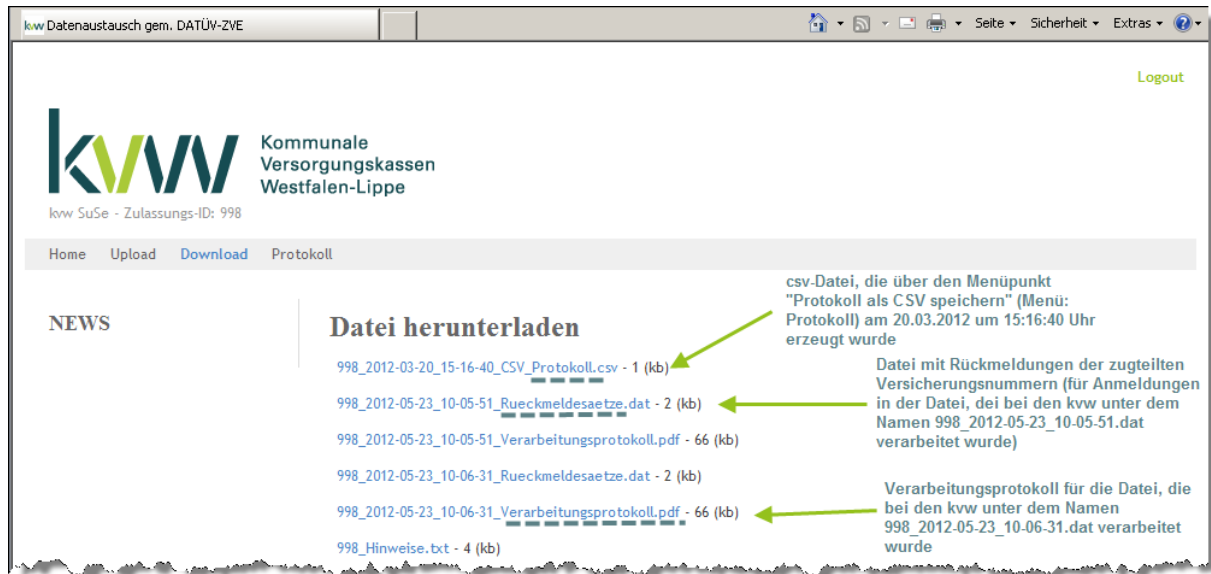 kvw Datenaustausch gem. DATÜV-ZVE
Seite
Sicherheit
Extras
Logout
kvw
Kommunale
Versorgungskassen
Westfalen-Lippe
kvw SuSe - Zulassungs-ID: 998
Home Upload Download Protokoll
NEWS
Datei herunterladen
998_2012-03-20_15-16-40_CSV_Protokoll.csv - 1 (kb)
998_2012-05-23_10-05-51_Rueckmeldesaetze.dat - 2 (kb)
998_2012-05-23_10-05-51_Verarbeitungsprotokoll.pdf - 66 (kb)
998_2012-05-23_10-06-31_Rueckmeldesaetze.dat - 2 (kb)
998_2012-05-23_10-06-31_Verarbeitungsprotokoll.pdf - 66 (kb)
998_Hinweise.txt - 4 (kb)
csv-Datei, die über den Menüpunkt
"Protokoll als CSV speichern" (Menü:
Protokoll) am 20.03.2012 um 15:16:40 Uhr
erzeugt wurde
Datei mit Rückmeldungen der zugteilten
Versicherungsnummern (für Anmeldungen
in der Datei, dei bei den kvw unter dem
Namen 998_2012-05-23_10-05-51.dat
verarbeitet wurde)
Verarbeitungsprotokoll für die Datei, die
bei den kvw unter dem Namen
998_2012-05-23_10-06-31.dat verarbeitet
wurde